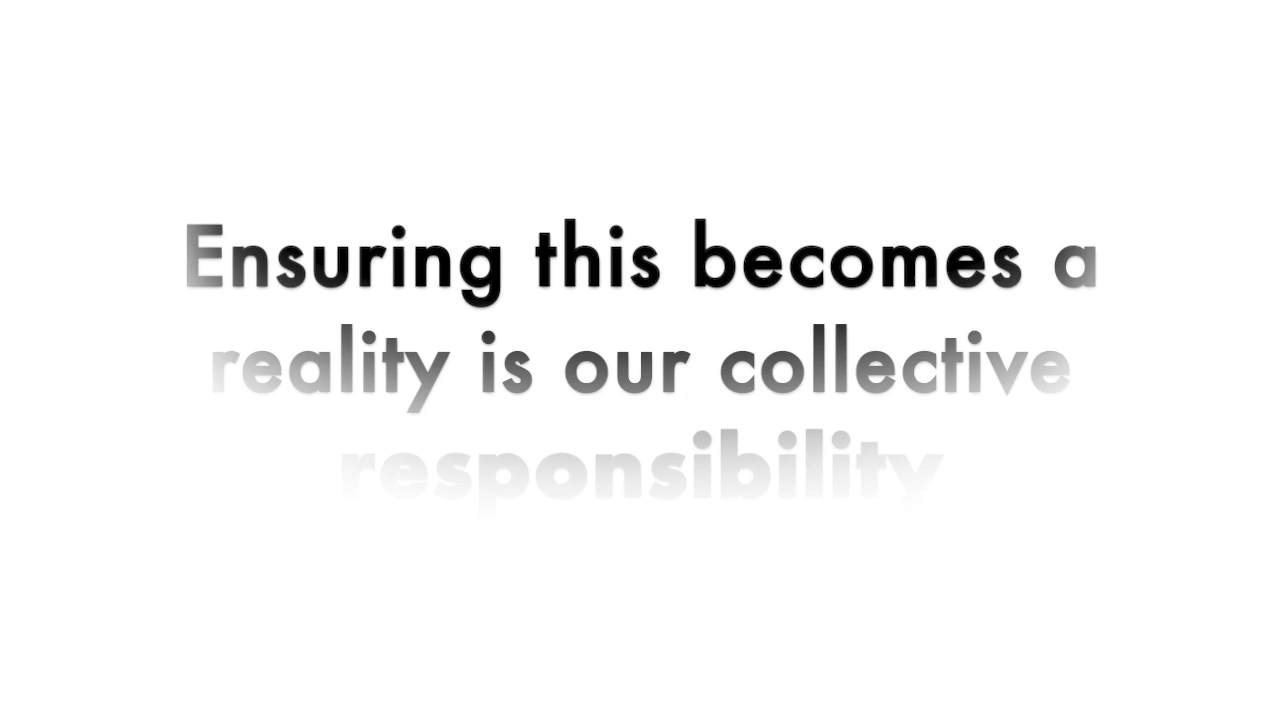 Ensuring this becomes a
reality is our collective
responsibility